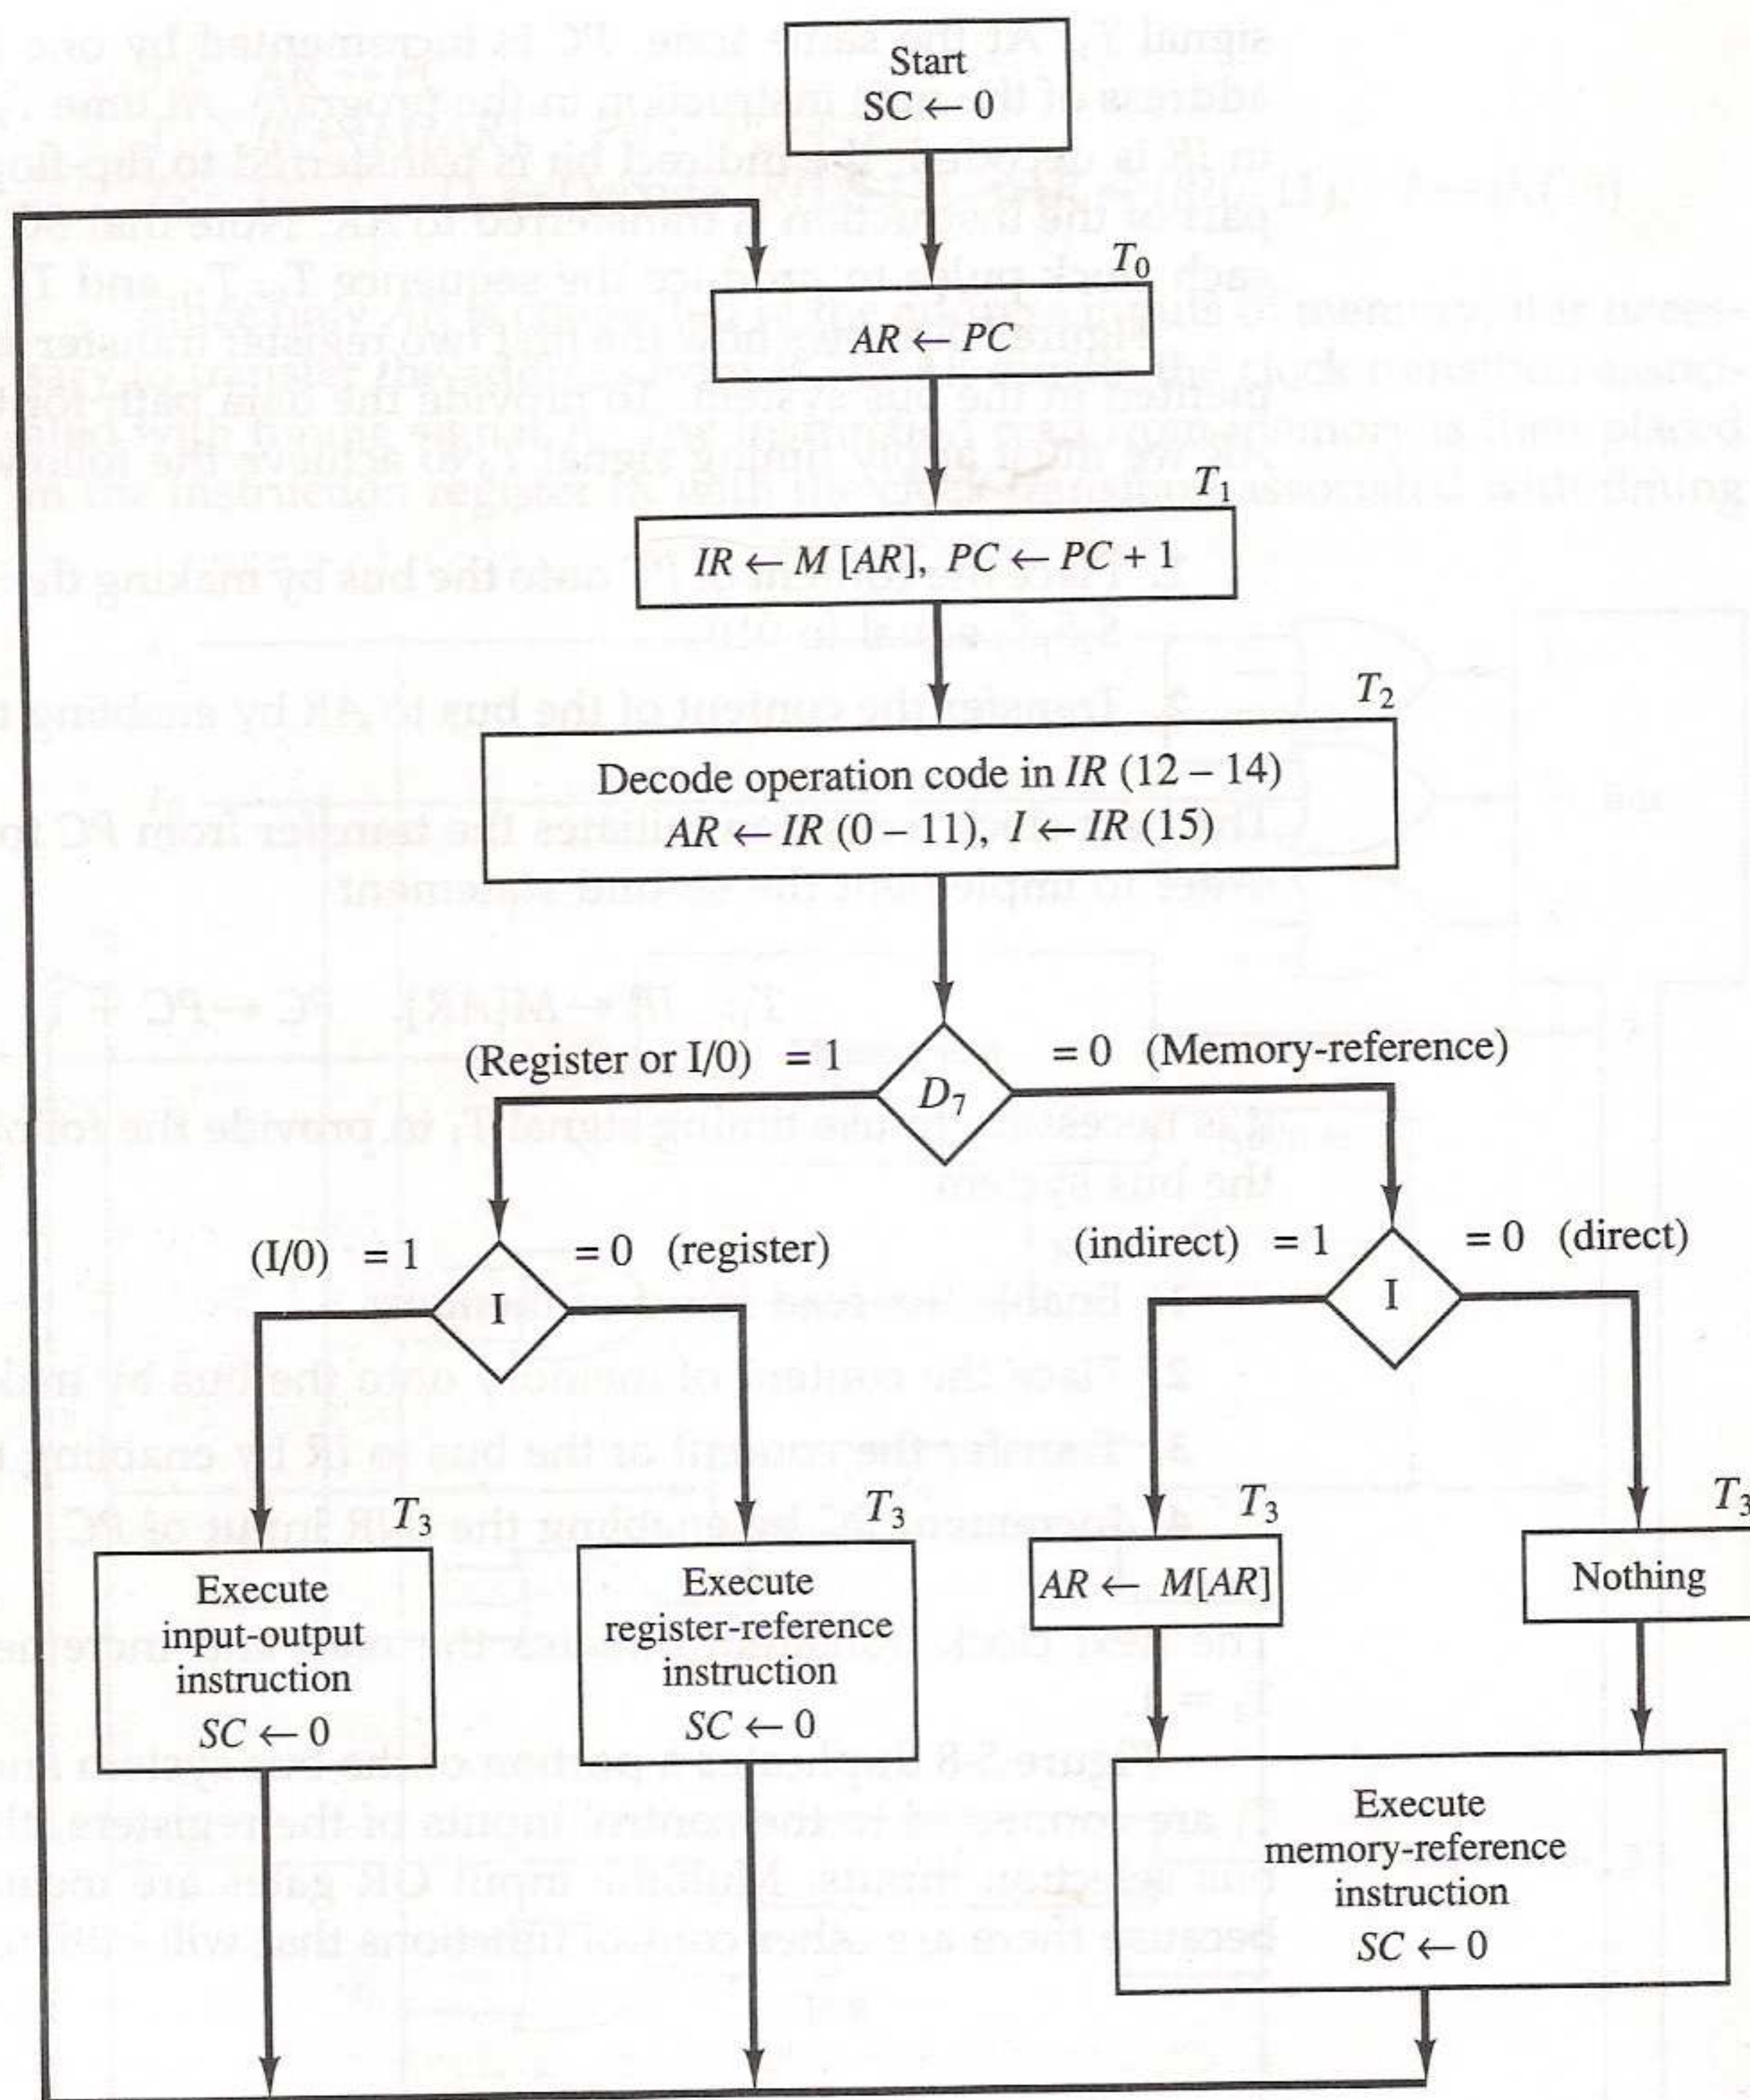 Start
SC ← 0
T₀
AR ← PC
T₁
IR ← M [AR], PC ← PC + 1
T₂
Decode operation code in IR (12 – 14)
AR ← IR (0 – 11), I ← IR (15)
(Register or I/0) = 1
D₇
= 0 (Memory-reference)
(I/0) = 1
I
= 0 (register)
(indirect) = 1
I
= 0 (direct)
T₃
T₃
T₃
T₃
Execute
input-output
instruction
SC ← 0
Execute
register-reference
instruction
SC ← 0
AR ← M[AR]
Nothing
Execute
memory-reference
instruction
SC ← 0